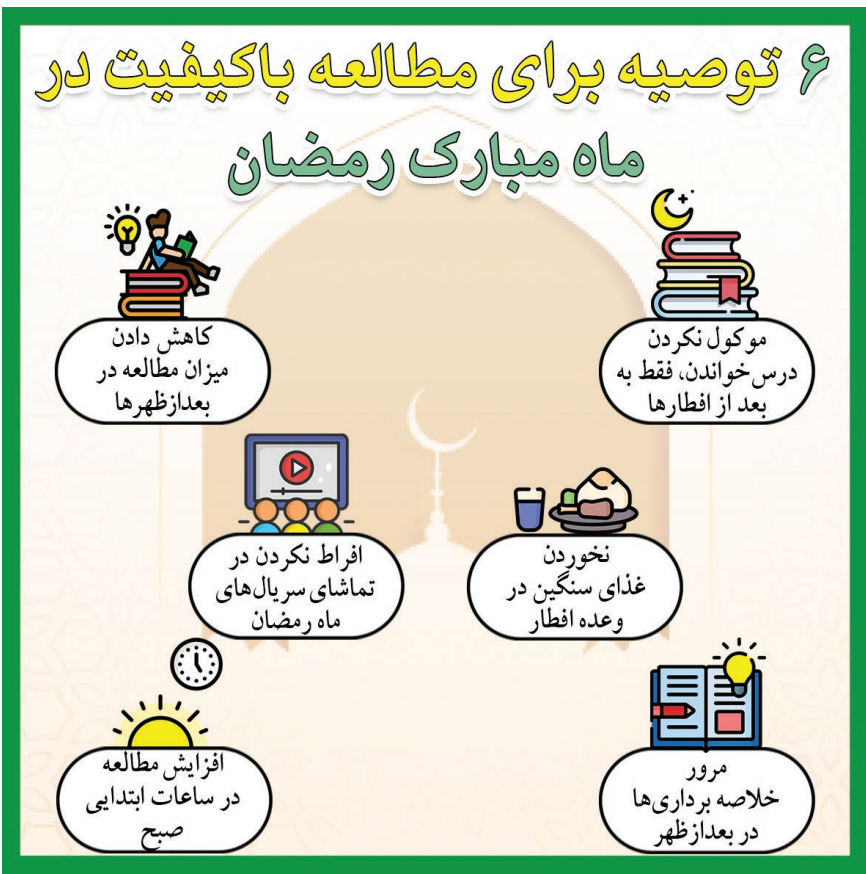 ۶ توصیه برای مطالعه باکیفیت در
ماه مبارک رمضان
موکول نکردن
درس‌خواندن، فقط به
بعد از افطارها
کاهش دادن
میزان مطالعه در
بعدازظهرها
نخوردن
غذای سنگین در
وعده افطار
افراط نکردن در
تماشای سریال‌های
ماه رمضان
مرور
خلاصه برداری‌ها
در بعدازظهر
افزایش مطالعه
در ساعات ابتدایی
صبح